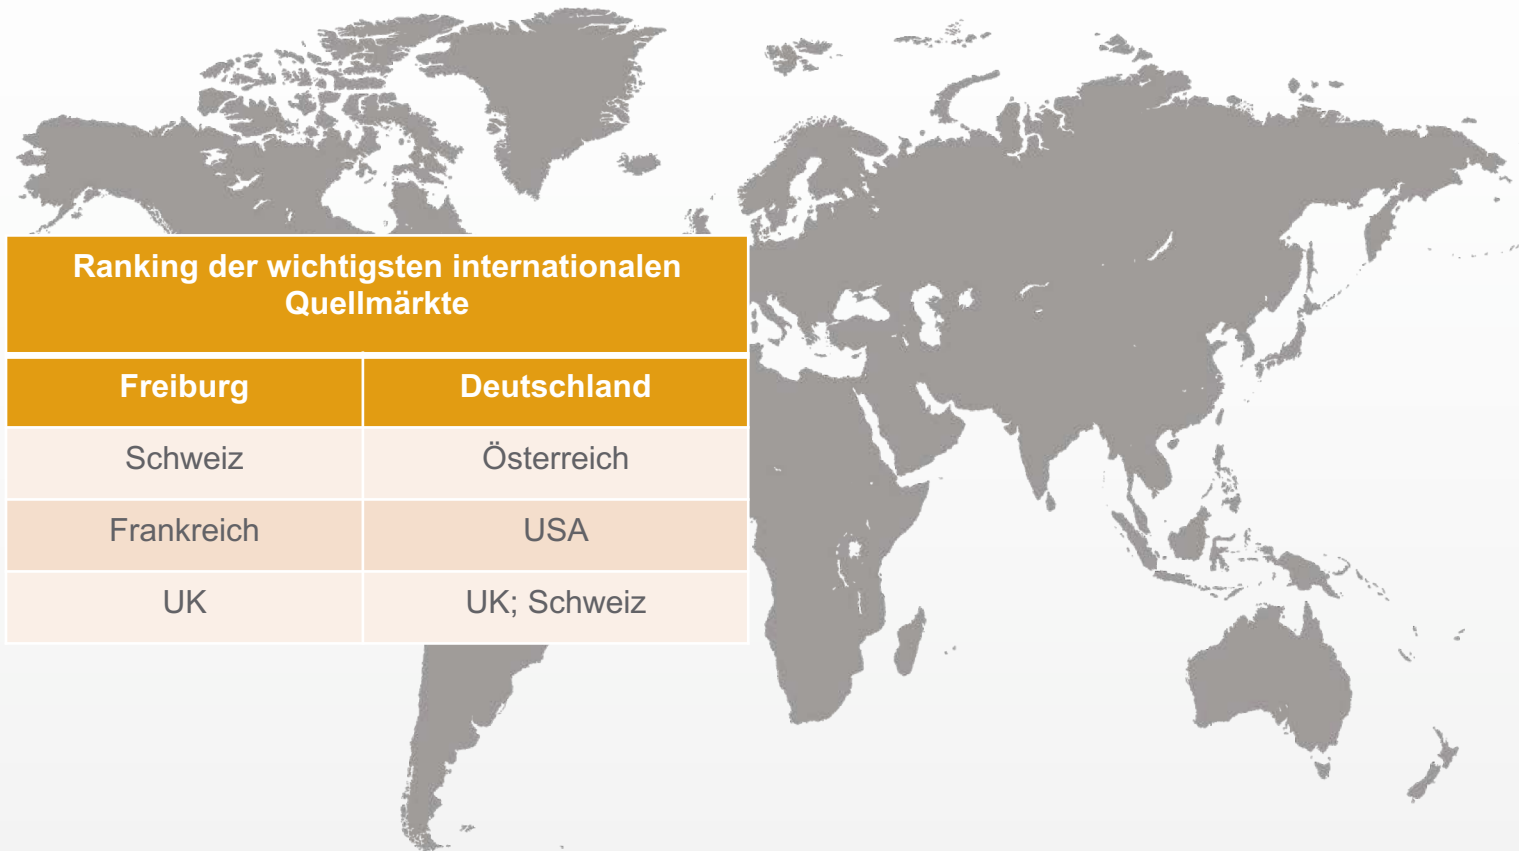 Ranking der wichtigsten internationalen
Quellmärkte
Freiburg Deutschland
Schweiz Österreich
Frankreich USA
UK UK; Schweiz